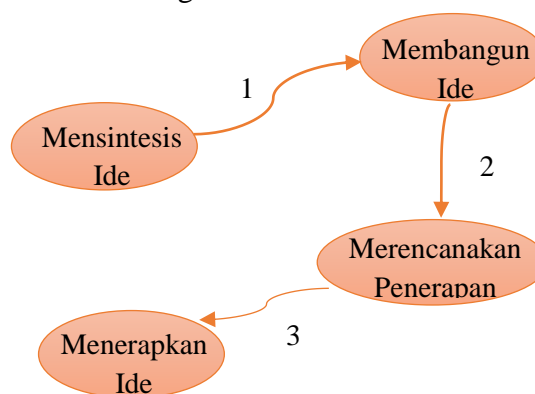 Membangun
Ide
1
Mensintesis
Ide
2
Merencanakan
Penerapan
3
Menerapkan
Ide